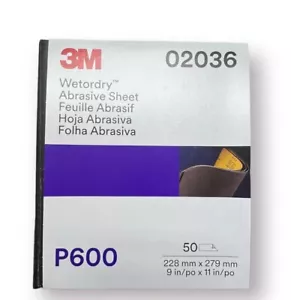 3M 02036
Wetordry™
Abrasive Sheet
Feuille Abrasif
Hoja Abrasiva
Folha Abrasiva
P600
50
228 mm x 279 mm
9 in/po x 11 in/po